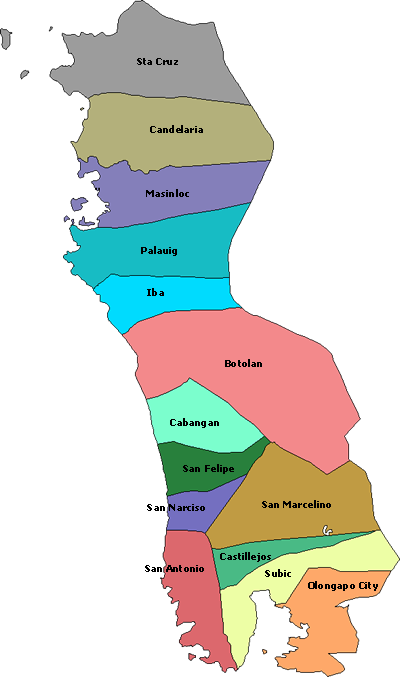 Sta Cruz
Candelaria
Masinloc
Palauig
Iba
Botolan
Cabangan
San Felipe
San Narciso
San Marcelino
Castillejos
San Antonio
Subic
Olongapo City